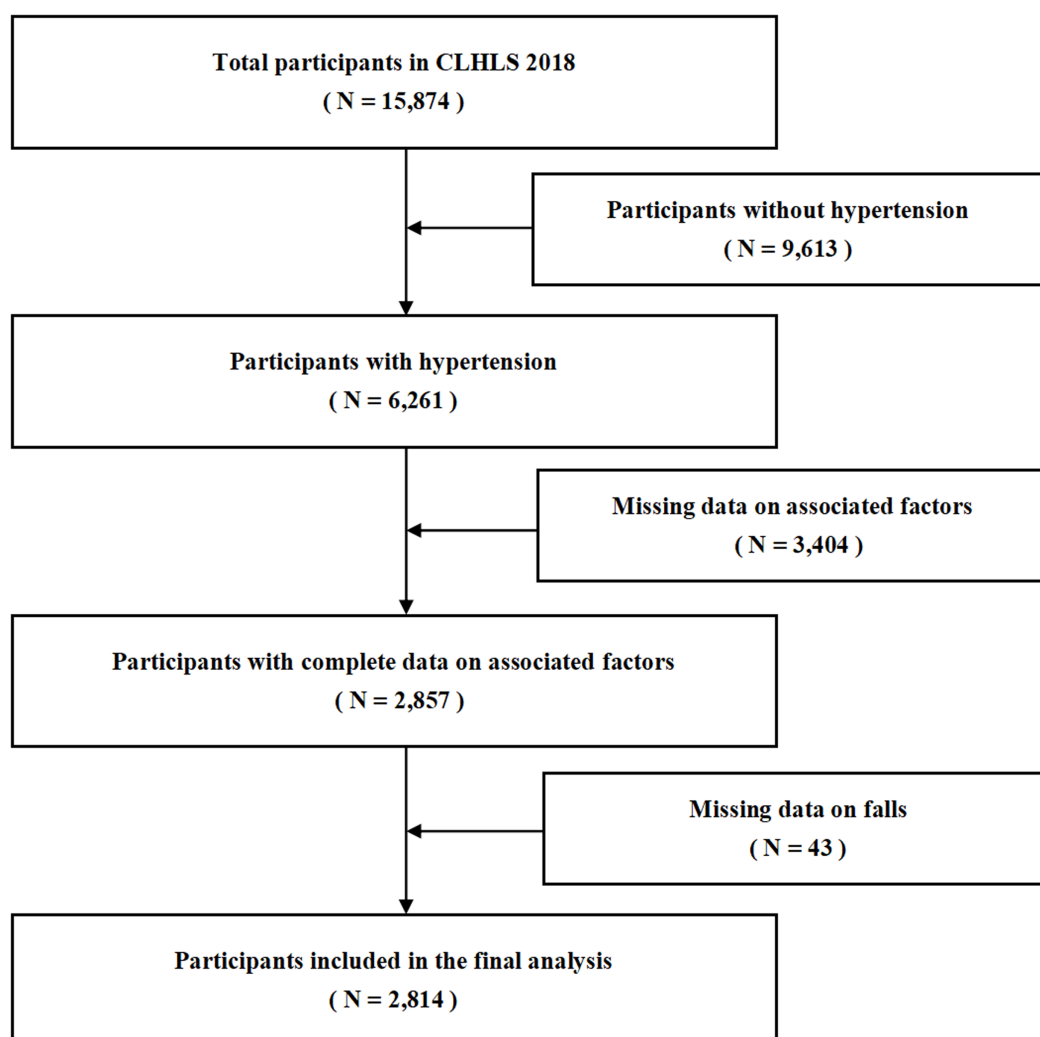 Total participants in CLHLS 2018
( N = 15,874 )
Participants without hypertension
( N = 9,613 )
Participants with hypertension
( N = 6,261 )
Missing data on associated factors
( N = 3,404 )
Participants with complete data on associated factors
( N = 2,857 )
Missing data on falls
( N = 43 )
Participants included in the final analysis
( N = 2,814 )